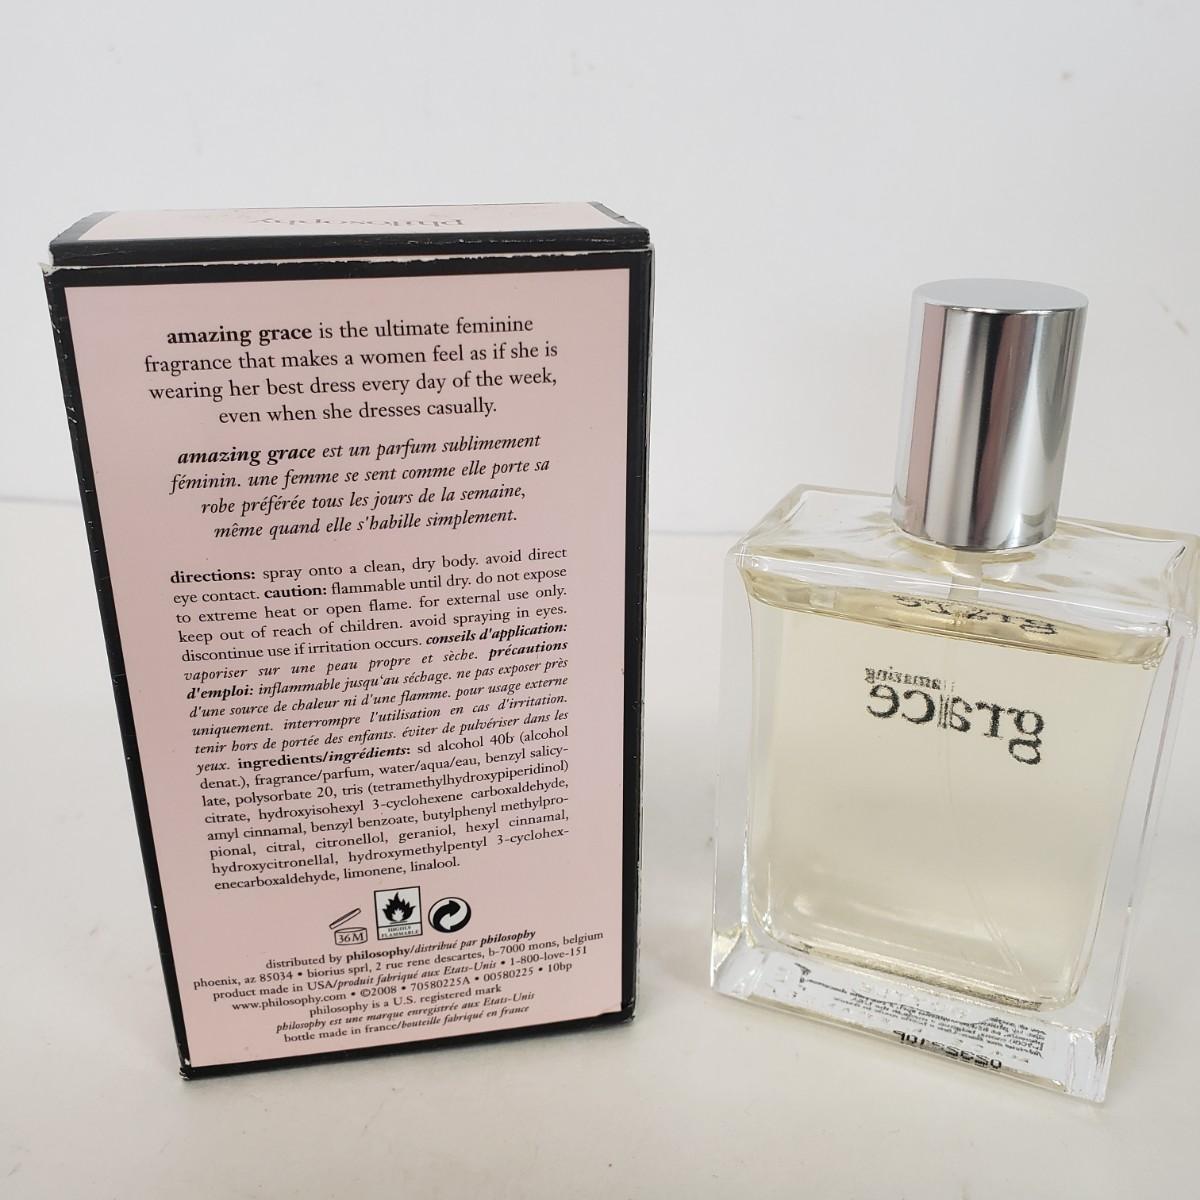 philosophy
amazing grace is the ultimate feminine
fragrance that makes a women feel as if she is
wearing her best dress every day of the week,
even when she dresses casually.
amazing grace est un parfum sublimement
féminin. une femme se sent comme elle porte sa
robe préférée tous les jours de la semaine,
même quand elle s'habille simplement.
directions: spray onto a clean, dry body. avoid direct
eye contact. caution: flammable until dry. do not expose
to extreme heat or open flame. for external use only.
keep out of reach of children. avoid spraying in eyes.
discontinue use if irritation occurs. conseils d'application:
vaporiser sur une peau propre et sèche. précautions
d'emploi: inflammable jusqu'au séchage. ne pas exposer près
d'une source de chaleur ni d'une flamme. pour usage externe
uniquement. interrompre l'utilisation en cas d'irritation.
tenir hors de portée des enfants. éviter de pulvériser dans les
yeux. ingredients/ingrédients: sd alcohol 40b (alcohol
denat.), fragrance/parfum, water/aqua/eau, benzyl salicy-
late, polysorbate 20, tris (tetramethylhydroxypiperidinol)
citrate, hydroxyisohexyl 3-cyclohexene carboxaldehyde,
amyl cinnamal, benzyl benzoate, butylphenyl methylpro-
pional, citral, citronellol, geraniol, hexyl cinnamal,
hydroxycitronellal, hydroxymethylpentyl 3-cyclohex-
enecarboxaldehyde, limonene, linalool.
36M
HIGHLY
FLAMMABLE
distributed by philosophy/distribué par philosophy
phoenix, az 85034 • biorius sprl, 2 rue rene descartes, b-7000 mons, belgium
product made in USA/produit fabriqué aux Etats-Unis • 1-800-love-151
www.philosophy.com • ©2008 • 70580225A • 00580225 • 10bp
philosophy is a U.S. registered mark
philosophy est une marque enregistrée aux Etats-Unis
bottle made in france/bouteille fabriqué en france
amazing
grace